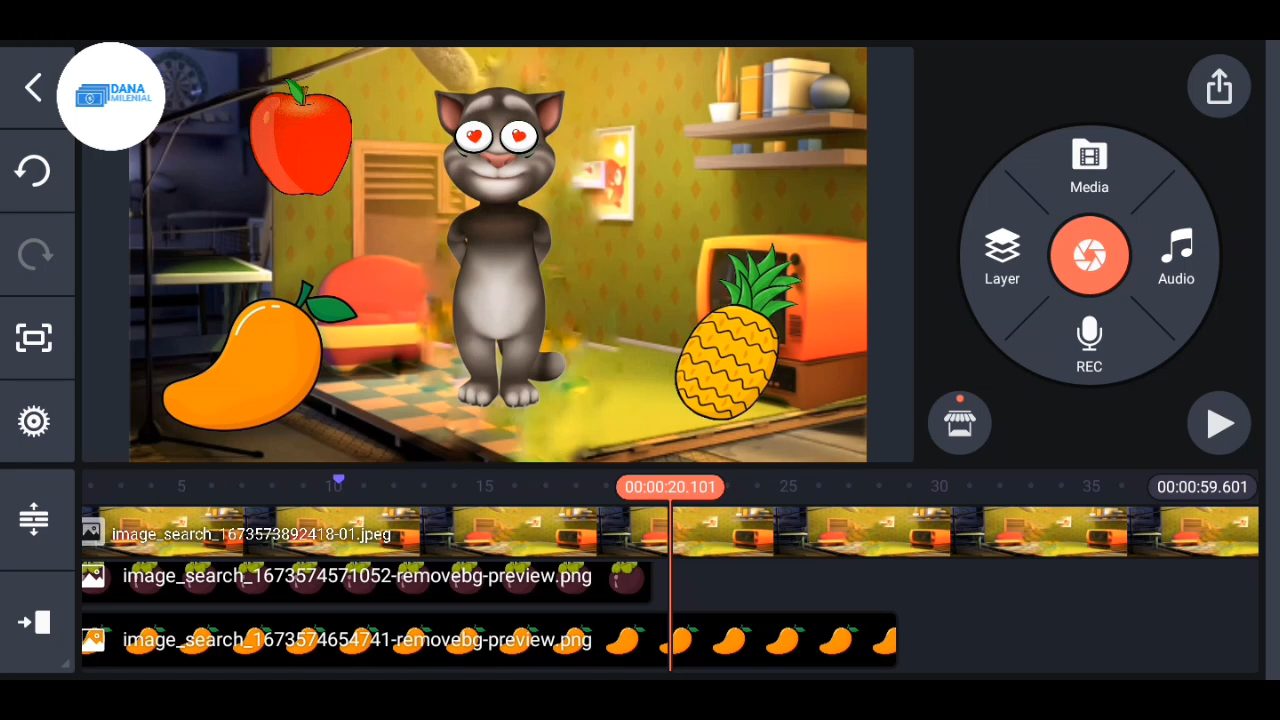 DANA
MILENIAL
Media
Layer
Audio
REC
5
10
15
00:00:20.101
25
30
35
00:00:59.601
image_search_1673573892418-01.jpeg
image_search_1673574571052-removebg-preview.png
image_search_1673574654741-removebg-preview.png